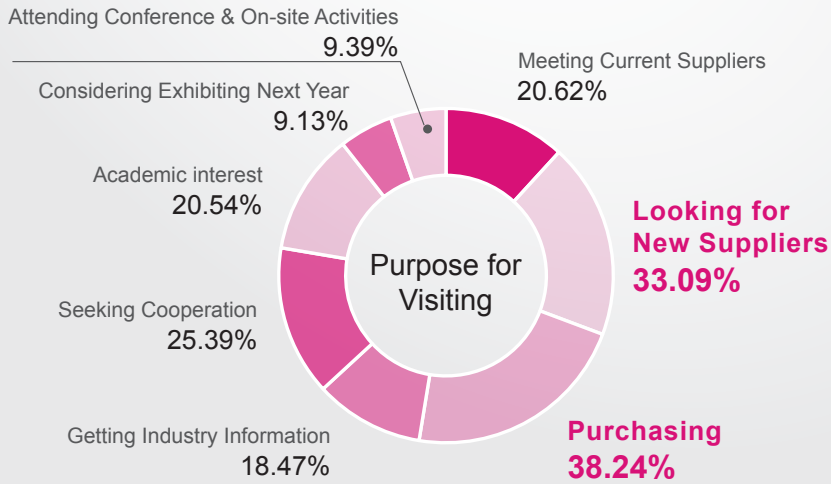 Attending Conference & On-site Activities
9.39%
Meeting Current Suppliers
20.62%
Considering Exhibiting Next Year
9.13%
Academic interest
20.54%
Looking for
New Suppliers
33.09%
Purpose for
Visiting
Seeking Cooperation
25.39%
Getting Industry Information
18.47%
Purchasing
38.24%